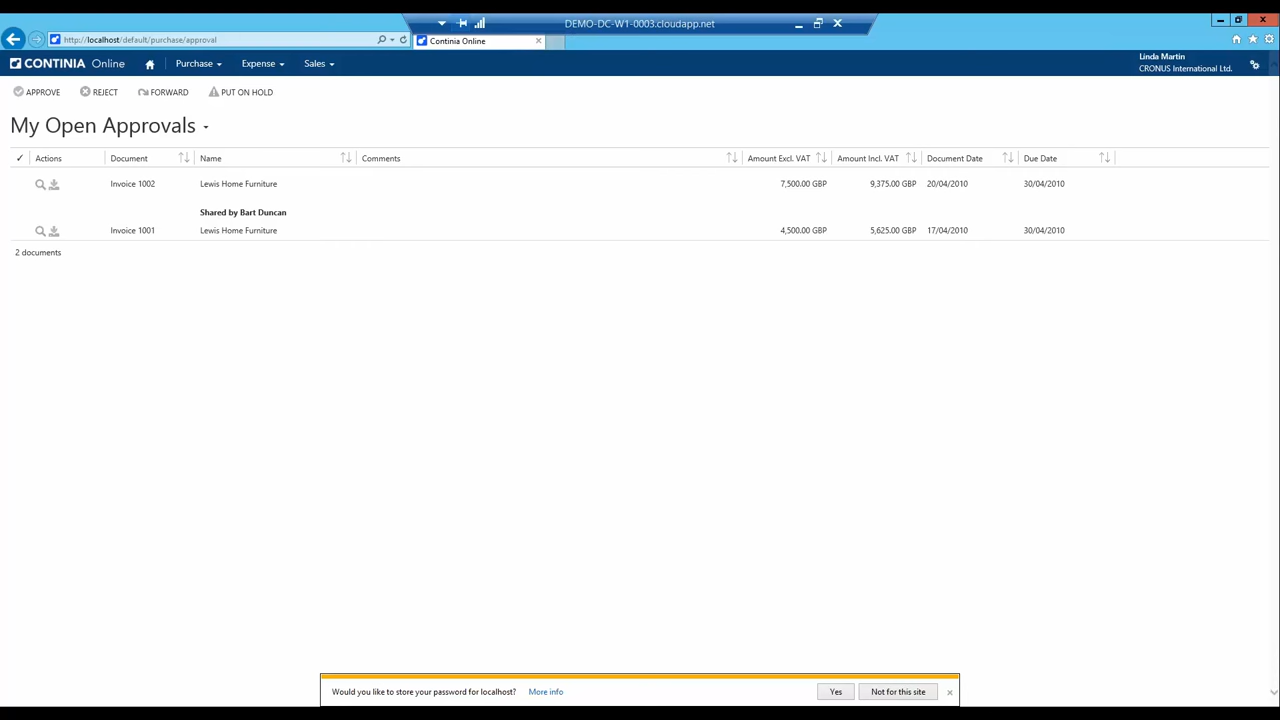 DEMO-DC-W1-0003.cloudapp.net
http://localhost/default/purchase/approval
Continia Online
CONTINIA Online
Purchase
Expense
Sales
Linda Martin
CRONUS International Ltd.
APPROVE
REJECT
FORWARD
PUT ON HOLD
My Open Approvals
Actions Document Name Comments Amount Excl. VAT Amount Incl. VAT Document Date Due Date
Invoice 1002 Lewis Home Furniture 7,500.00 GBP 9,375.00 GBP 20/04/2010 30/04/2010
Shared by Bart Duncan
Invoice 1001 Lewis Home Furniture 4,500.00 GBP 5,625.00 GBP 17/04/2010 30/04/2010
2 documents
Would you like to store your password for localhost? More info Yes Not for this site